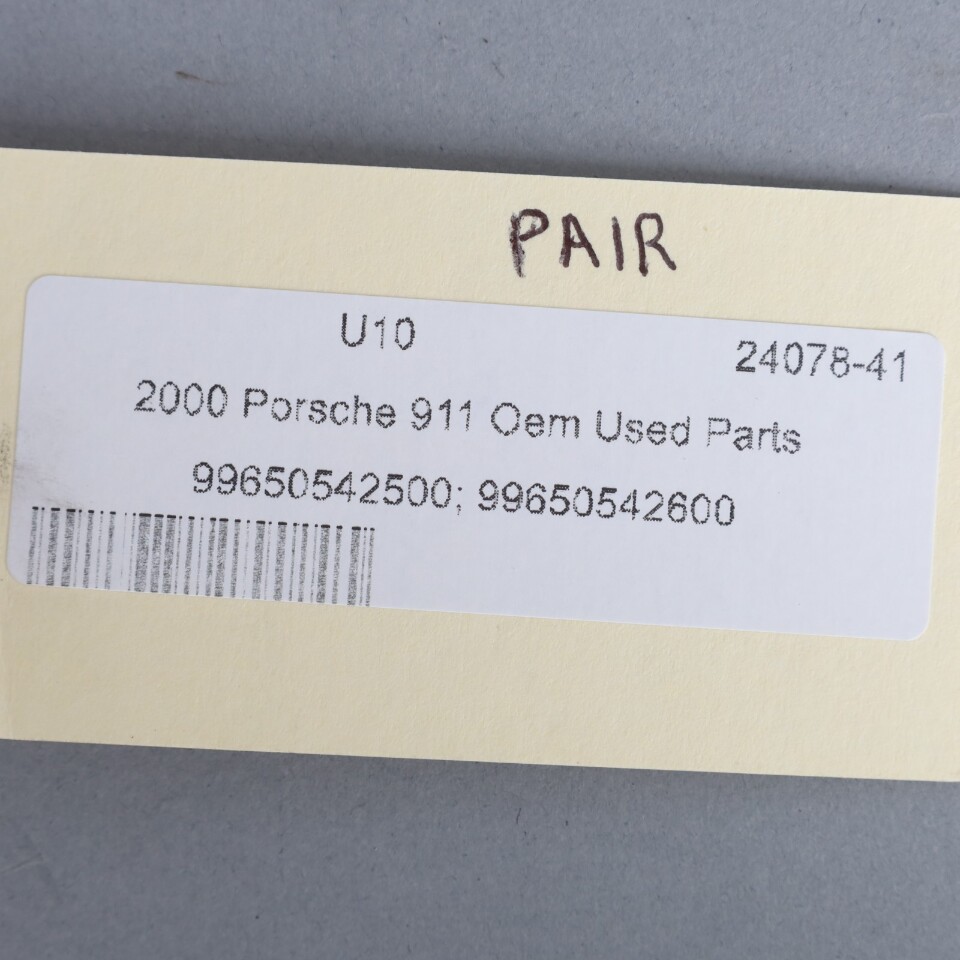 PAIR
U10 24078-41
2000 Porsche 911 Oem Used Parts
99650542500; 99650542600